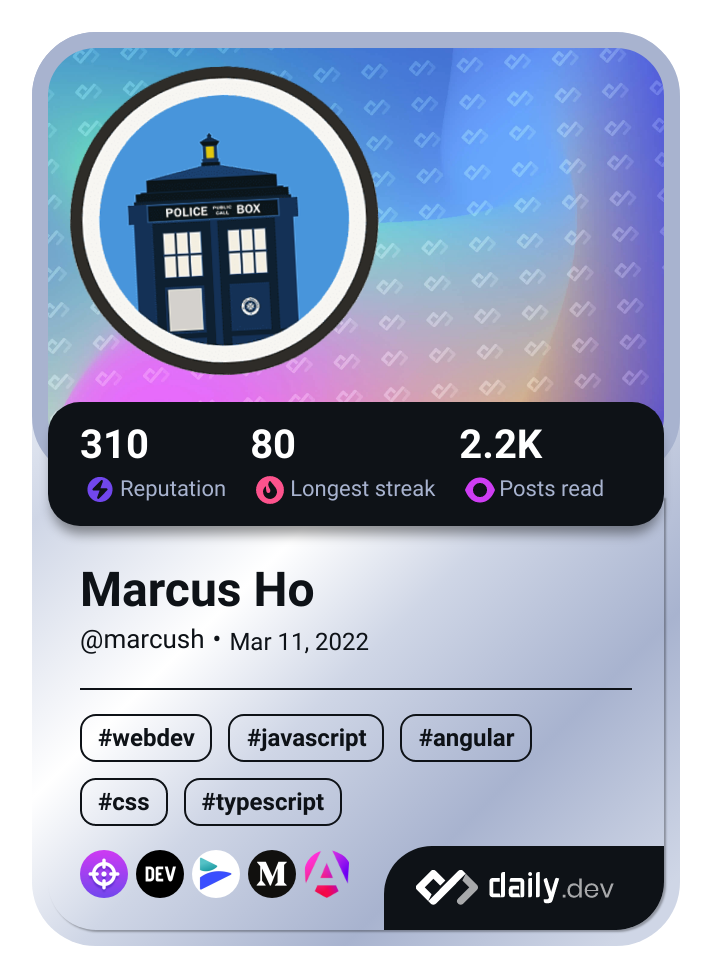 POLICE PUBLIC CALL BOX
310 80 2.2K
Reputation Longest streak Posts read
Marcus Ho
@marcush • Mar 11, 2022
#webdev #javascript #angular
#css #typescript
DEV M A daily.dev